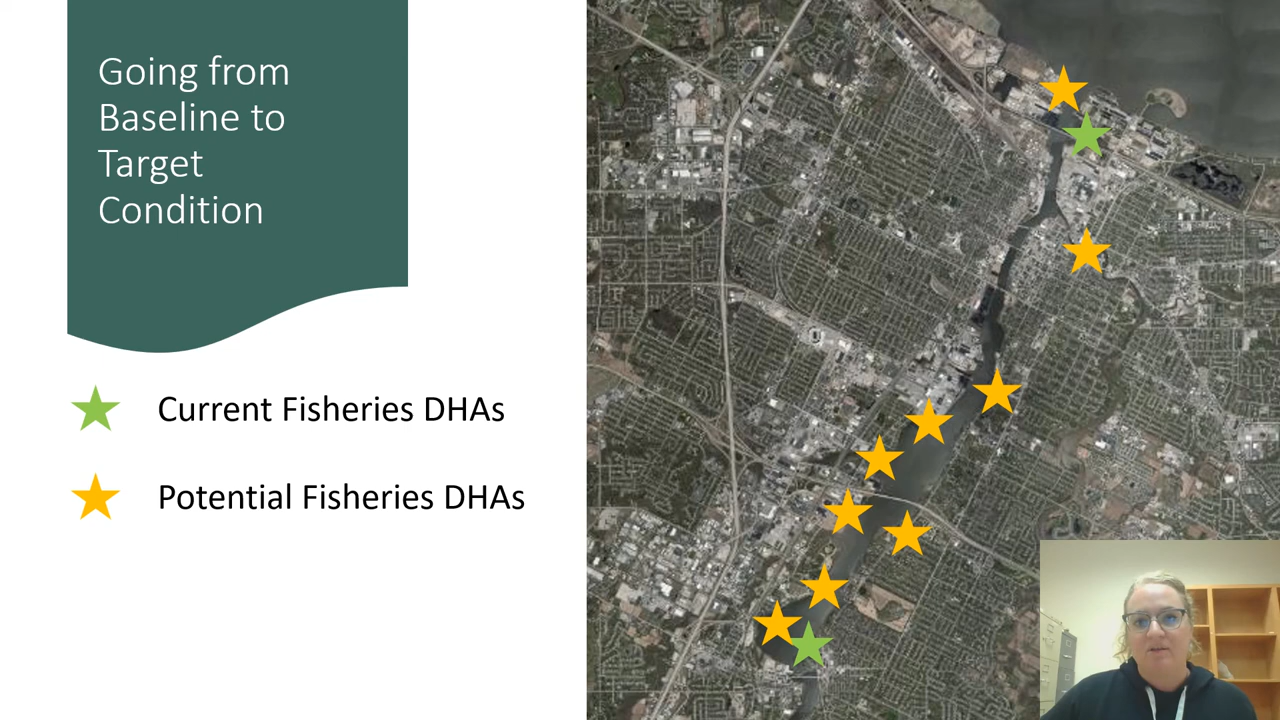 Going from
Baseline to
Target
Condition
Current Fisheries DHAs
Potential Fisheries DHAs